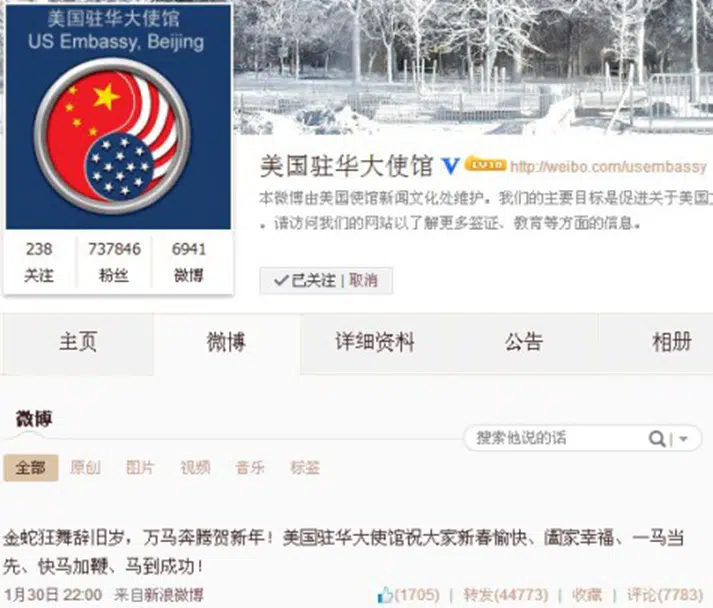 美国驻华大使馆
US Embassy, Beijing
美国驻华大使馆 V LV10 http://weibo.com/usembassy
本微博由美国使馆新闻文化处维护。我们的主要目标是促进关于美国
。请访问我们的网站以了解更多签证、教育等方面的信息。
238 737846 6941
关注 粉丝 微博
已关注 | 取消
主页 微博 详细资料 公告 相册
微博
搜索他说的话
全部 原创 图片 视频 音乐 标签
金蛇狂舞辞旧岁，万马奔腾贺新年！美国驻华大使馆祝大家新春愉快、阖家幸福、一马当
先、快马加鞭、马到成功！
1月30日 22:00 来自新浪微博 (1705) | 转发(44773) | 收藏 | 评论(7783)